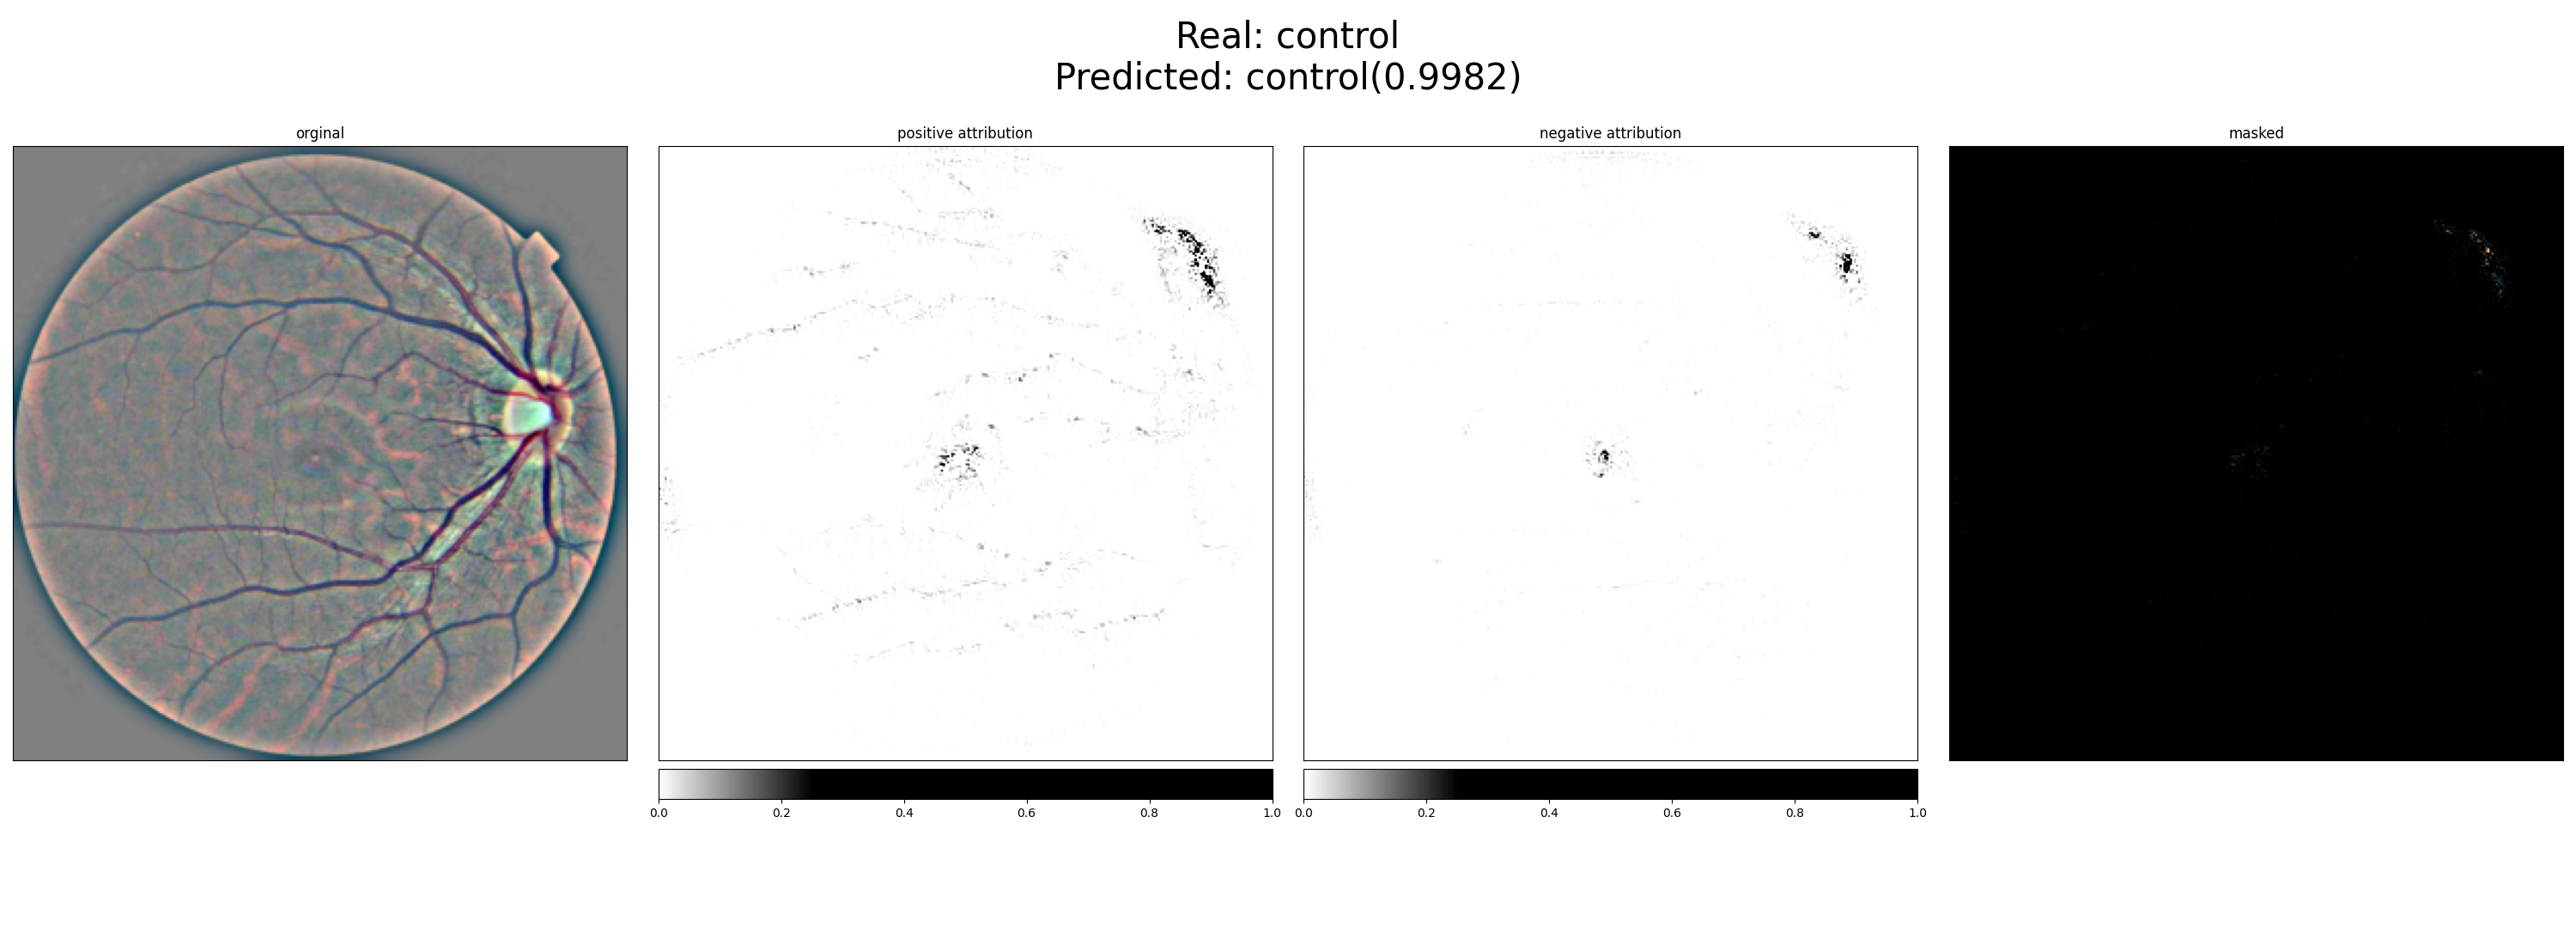 Real: control
Predicted: control(0.9982)
orginal
positive attribution
negative attribution
masked
0.0 0.2 0.4 0.6 0.8 1.0
0.0 0.2 0.4 0.6 0.8 1.0